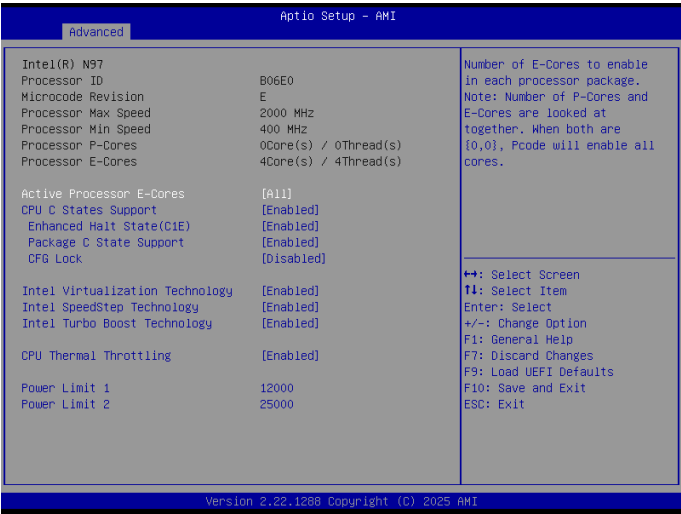 Aptio Setup - AMI
Advanced
Intel(R) N97
Processor ID B06E0
Microcode Revision E
Processor Max Speed 2000 MHz
Processor Min Speed 400 MHz
Processor P-Cores 0Core(s) / 0Thread(s)
Processor E-Cores 4Core(s) / 4Thread(s)
Active Processor E-Cores [All]
CPU C States Support [Enabled]
Enhanced Halt State(C1E) [Enabled]
Package C State Support [Enabled]
CFG Lock [Disabled]
Intel Virtualization Technology [Enabled]
Intel SpeedStep Technology [Enabled]
Intel Turbo Boost Technology [Enabled]
CPU Thermal Throttling [Enabled]
Power Limit 1 12000
Power Limit 2 25000
Number of E-Cores to enable
in each processor package.
Note: Number of P-Cores and
E-Cores are looked at
together. When both are
{0,0}, Pcode will enable all
cores.
↔: Select Screen
↑↓: Select Item
Enter: Select
+/-: Change Option
F1: General Help
F7: Discard Changes
F9: Load UEFI Defaults
F10: Save and Exit
ESC: Exit
Version 2.22.1288 Copyright (C) 2025 AMI